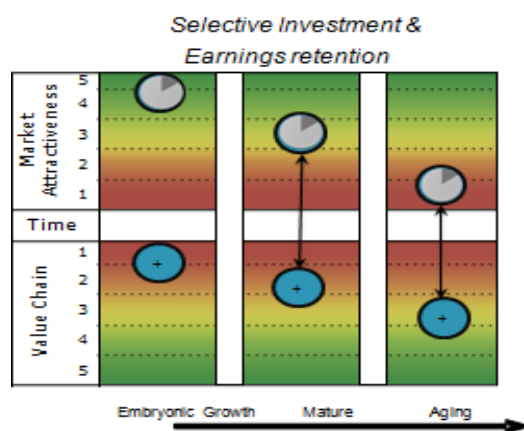 Selective Investment &
Earnings retention
Market
Attractiveness
5
4
3
2
1
Time
Value Chain
1
2
3
4
5
+
+
+
Embryonic Growth Mature Aging